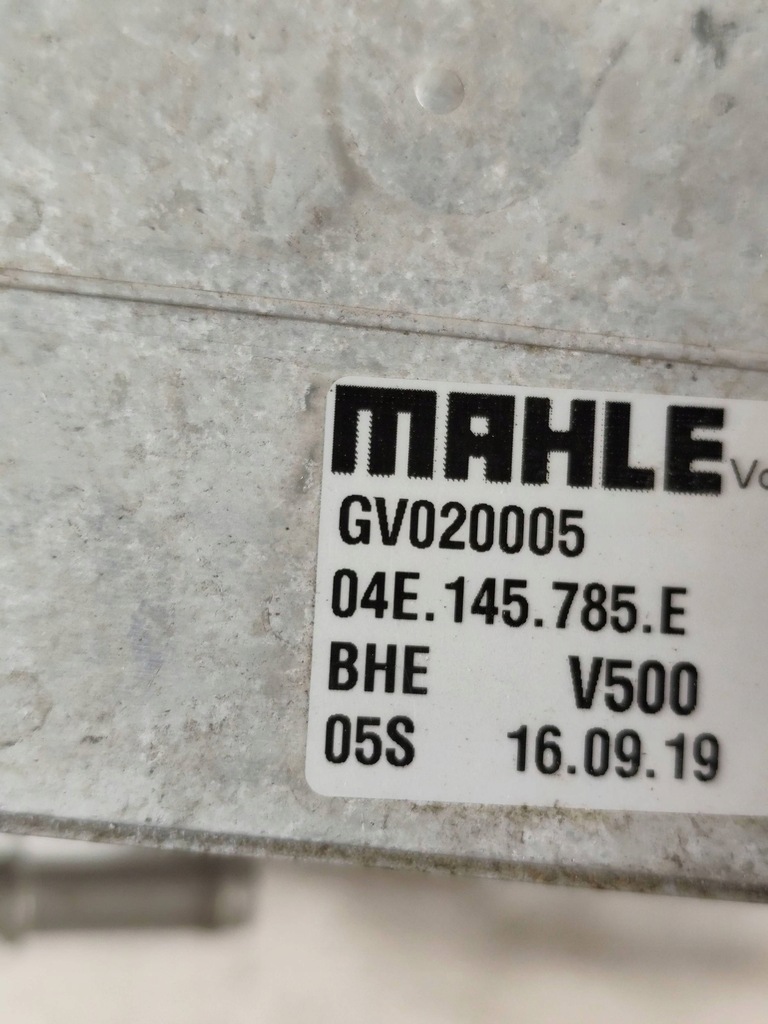 MAHLE
GV020005
04E.145.785.E
BHE V500
05S 16.09.19